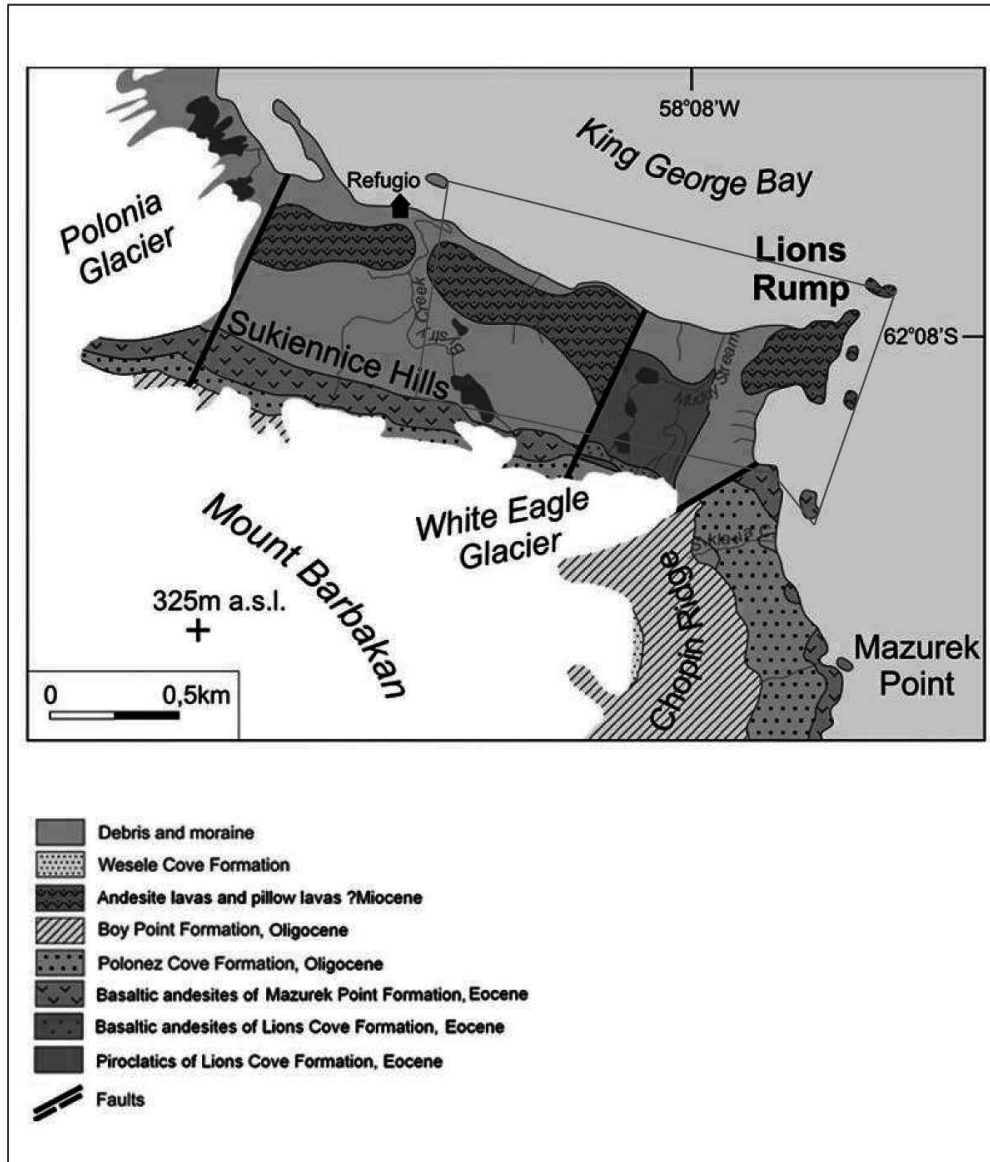 58°08'W
King George Bay
Refugio
Polonia
Glacier
Lions
Rump
62°08'S
Creek
Sukiennice Hills
Muddy Stream
White Eagle
Glacier
Mount Barbakan
325m a.s.l.
Chopin Ridge
Mazurek
Point
0 0,5km
Debris and moraine
Wesele Cove Formation
Andesite lavas and pillow lavas ?Miocene
Boy Point Formation, Oligocene
Polonez Cove Formation, Oligocene
Basaltic andesites of Mazurek Point Formation, Eocene
Basaltic andesites of Lions Cove Formation, Eocene
Piroclatics of Lions Cove Formation, Eocene
Faults